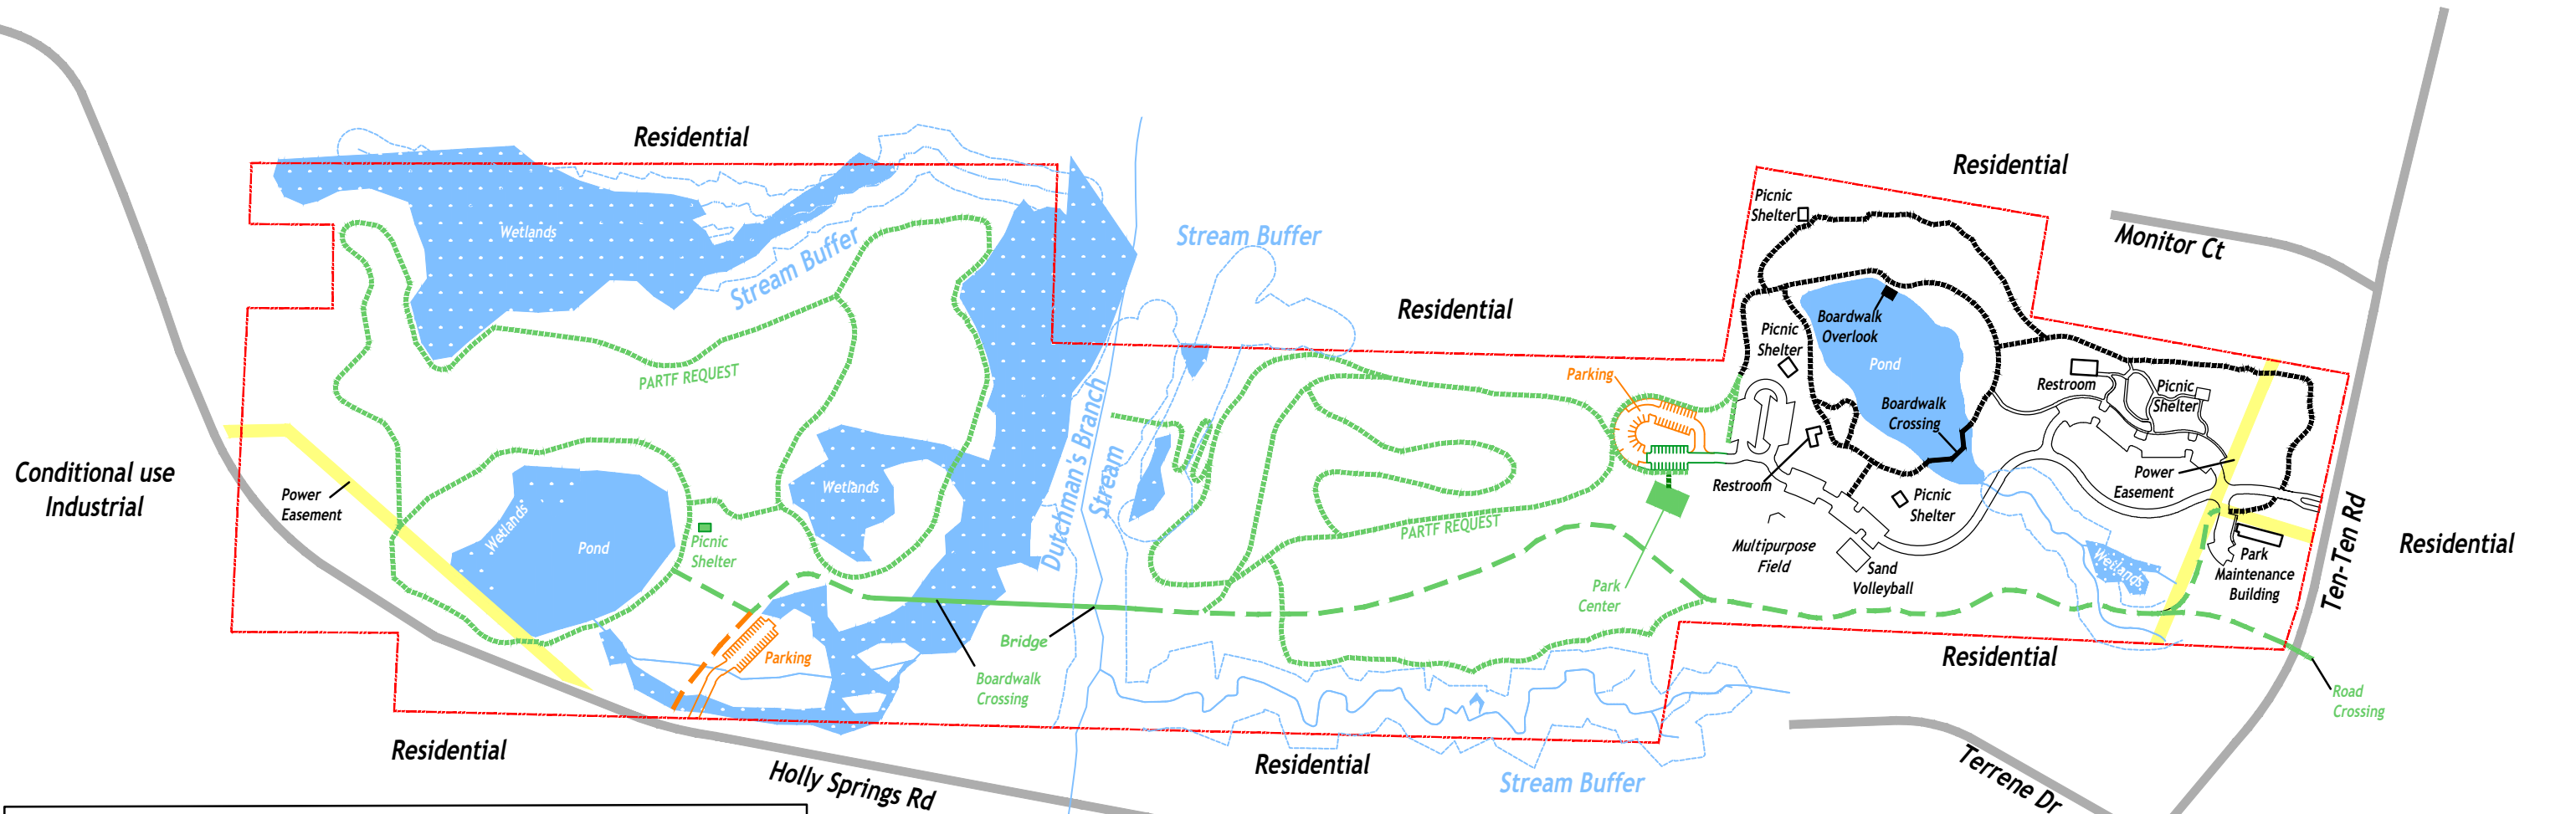 Residential
Residential
Picnic
Shelter
Monitor Ct
Wetlands
Stream Buffer
Stream Buffer
Residential
Boardwalk
Overlook
Picnic
Shelter
Pond
PARTF REQUEST
Parking
Restroom
Picnic
Shelter
Boardwalk
Crossing
Dutchman's Branch
Stream
Conditional use
Industrial
Power
Easement
Wetlands
Pond
Wetlands
Picnic
Shelter
PARTF REQUEST
Restroom
Picnic
Shelter
Power
Easement
Multipurpose
Field
Sand
Volleyball
Wetlands
Park
Maintenance
Building
Ten-Ten Rd
Residential
Park
Center
Bridge
Boardwalk
Crossing
Parking
Residential
Road
Crossing
Residential
Residential
Stream Buffer
Holly Springs Rd
Terrene Dr